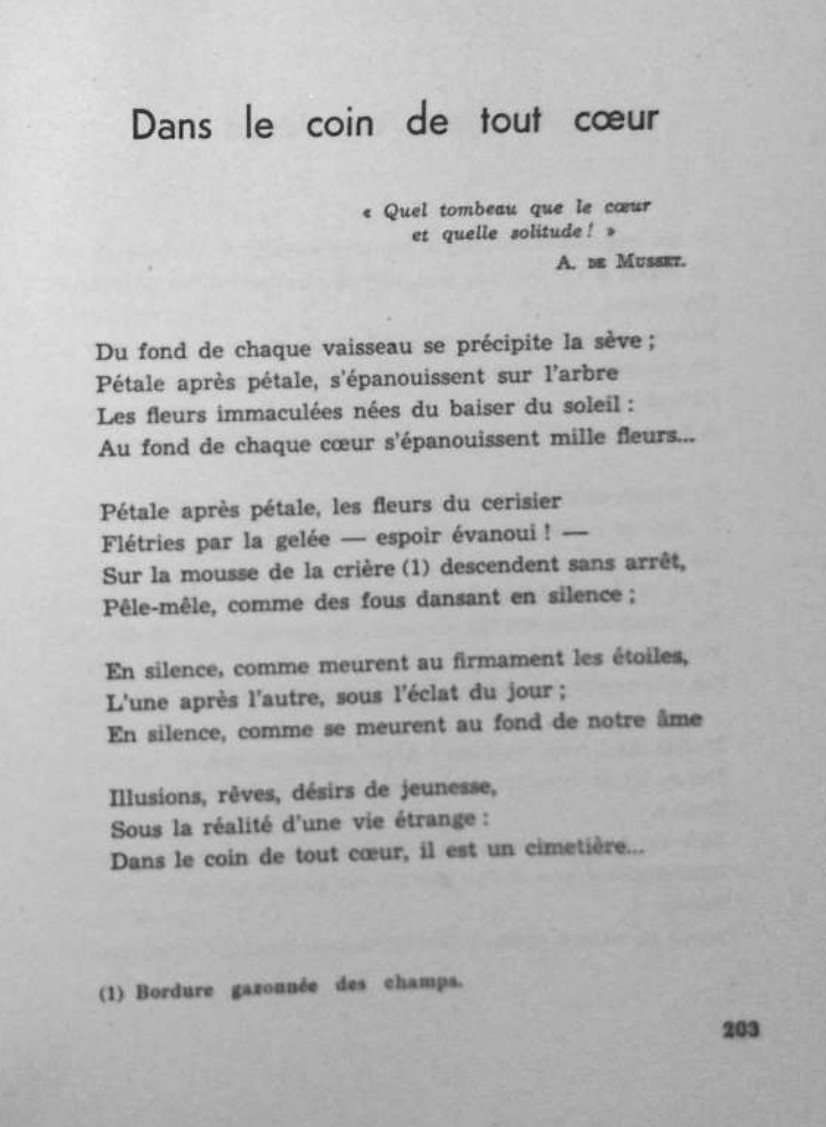 Dans le coin de tout cœur
« Quel tombeau que le cœur
et quelle solitude ! »
A. DE MUSSET.
Du fond de chaque vaisseau se précipite la sève ;
Pétale après pétale, s'épanouissent sur l'arbre
Les fleurs immaculées nées du baiser du soleil :
Au fond de chaque cœur s'épanouissent mille fleurs...
Pétale après pétale, les fleurs du cerisier
Flétries par la gelée — espoir évanoui ! —
Sur la mousse de la crière (1) descendent sans arrêt,
Pêle-mêle, comme des fous dansant en silence ;
En silence, comme meurent au firmament les étoiles,
L'une après l'autre, sous l'éclat du jour ;
En silence, comme se meurent au fond de notre âme
Illusions, rêves, désirs de jeunesse,
Sous la réalité d'une vie étrange :
Dans le coin de tout cœur, il est un cimetière...
(1) Bordure gazonnée des champs.
203